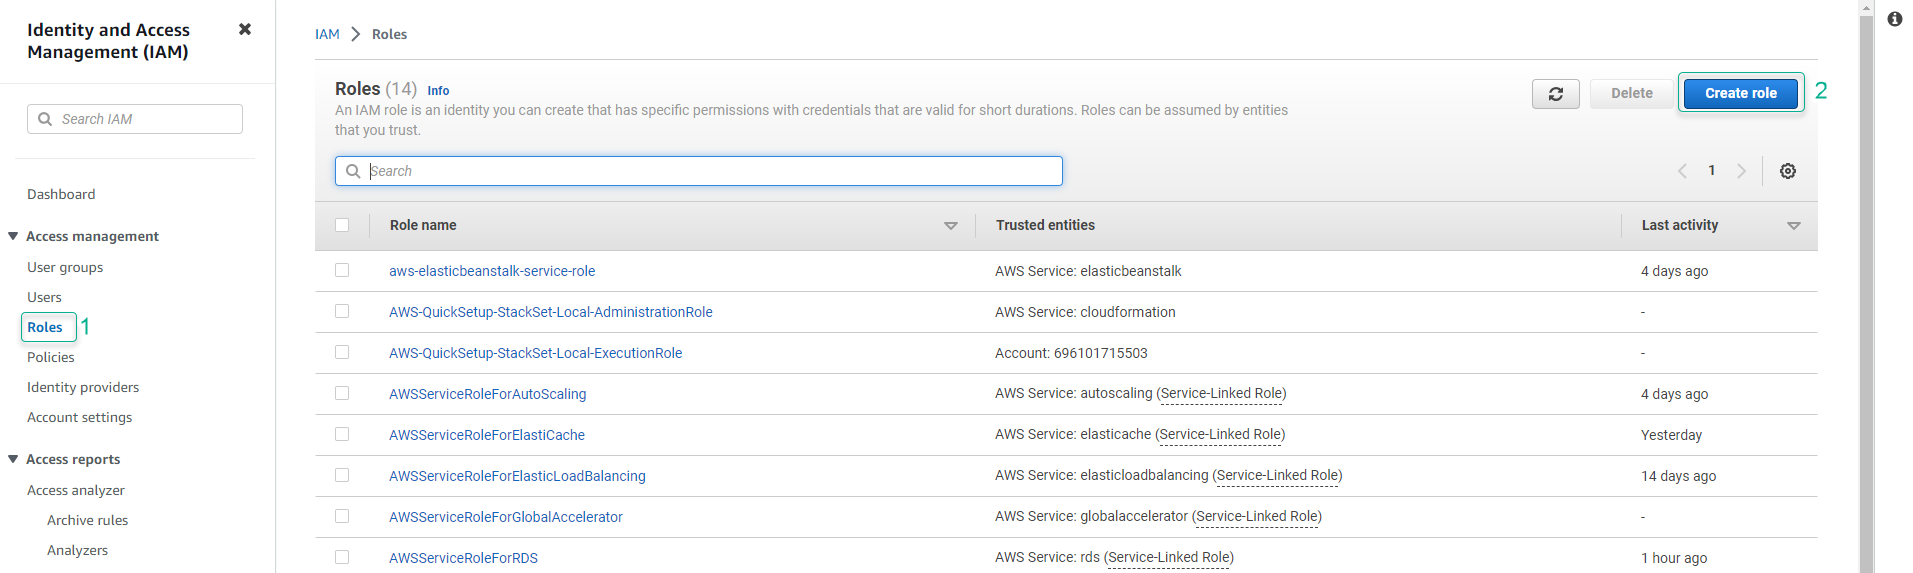 Identity and Access
Management (IAM)
Search IAM
Dashboard
Access management
User groups
Users
Roles 1
Policies
Identity providers
Account settings
Access reports
Access analyzer
Archive rules
Analyzers
IAM > Roles
Roles (14) Info
An IAM role is an identity you can create that has specific permissions with credentials that are valid for short durations. Roles can be assumed by entities
that you trust.
Delete
Create role 2
Search
1
Role name Trusted entities Last activity
aws-elasticbeanstalk-service-role AWS Service: elasticbeanstalk 4 days ago
AWS-QuickSetup-StackSet-Local-AdministrationRole AWS Service: cloudformation -
AWS-QuickSetup-StackSet-Local-ExecutionRole Account: 696101715503 -
AWSServiceRoleForAutoScaling AWS Service: autoscaling (Service-Linked Role) 4 days ago
AWSServiceRoleForElastiCache AWS Service: elasticache (Service-Linked Role) Yesterday
AWSServiceRoleForElasticLoadBalancing AWS Service: elasticloadbalancing (Service-Linked Role) 14 days ago
AWSServiceRoleForGlobalAccelerator AWS Service: globalaccelerator (Service-Linked Role) -
AWSServiceRoleForRDS AWS Service: rds (Service-Linked Role) 1 hour ago